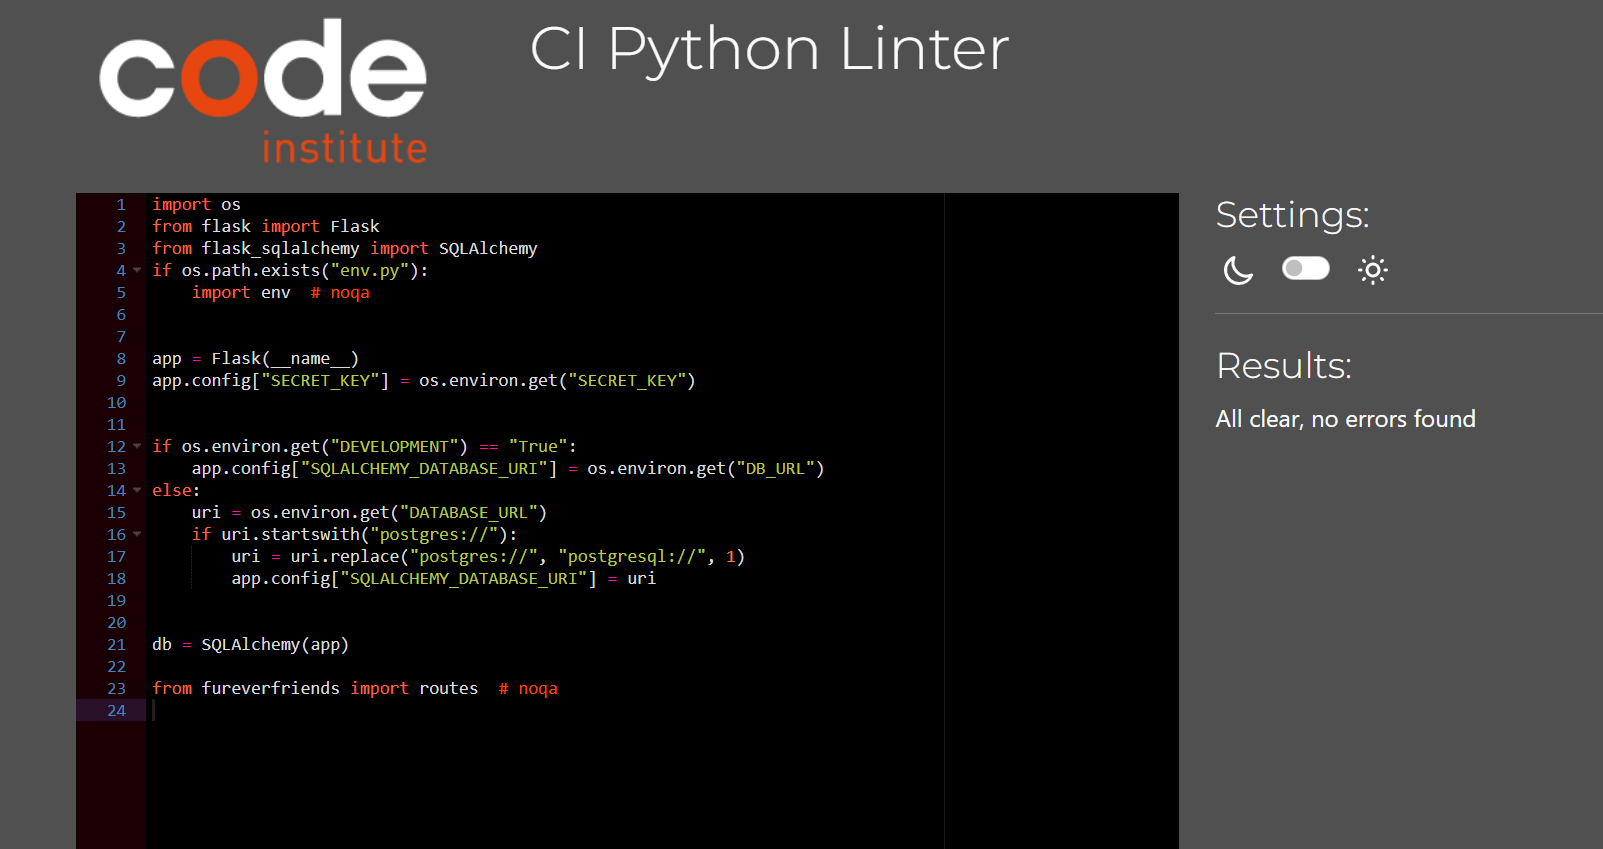 code
institute
CI Python Linter
1 import os
2 from flask import Flask
3 from flask_sqlalchemy import SQLAlchemy
4 if os.path.exists("env.py"):
5     import env  # noqa
6
7
8 app = Flask(__name__)
9 app.config["SECRET_KEY"] = os.environ.get("SECRET_KEY")
10
11
12 if os.environ.get("DEVELOPMENT") == "True":
13     app.config["SQLALCHEMY_DATABASE_URI"] = os.environ.get("DB_URL")
14 else:
15     uri = os.environ.get("DATABASE_URL")
16     if uri.startswith("postgres://"):
17         uri = uri.replace("postgres://", "postgresql://", 1)
18         app.config["SQLALCHEMY_DATABASE_URI"] = uri
19
20
21 db = SQLAlchemy(app)
22
23 from fureverfriends import routes  # noqa
24
Settings:
Results:
All clear, no errors found